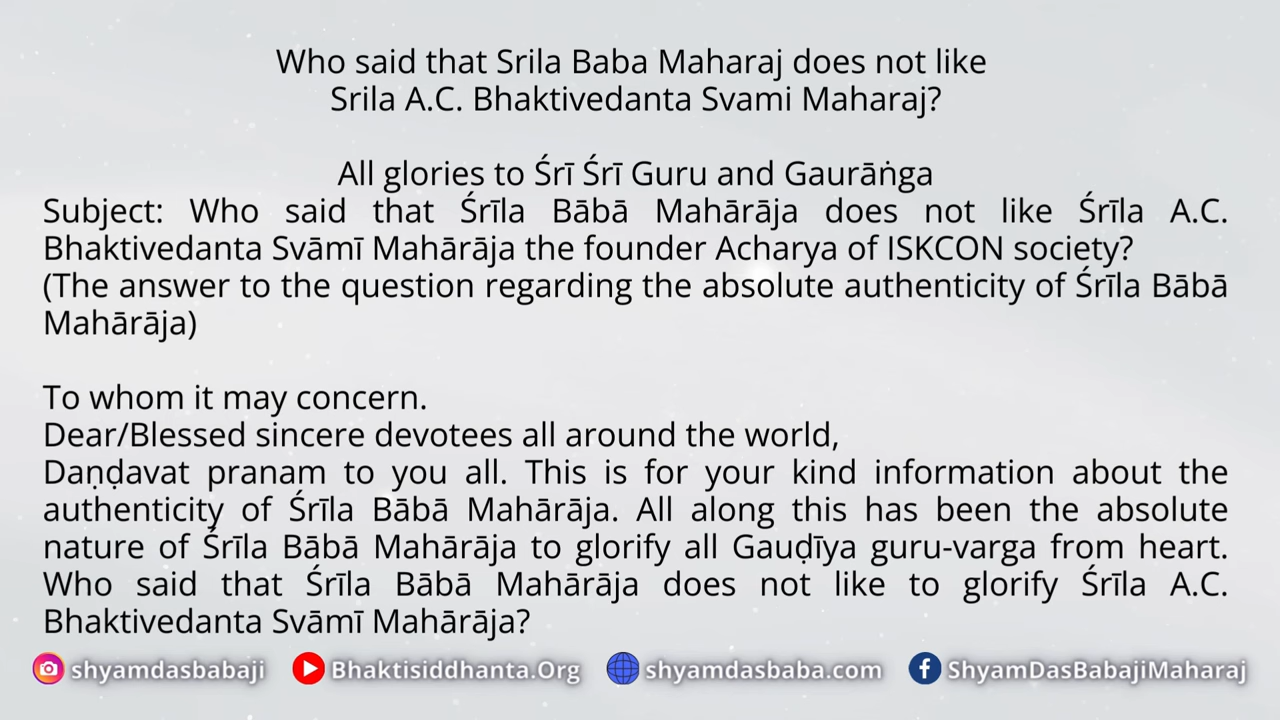 Who said that Srila Baba Maharaj does not like
Srila A.C. Bhaktivedanta Svami Maharaj?
All glories to Śrī Śrī Guru and Gaurāṅga
Subject: Who said that Śrīla Bābā Mahārāja does not like Śrīla A.C.
Bhaktivedanta Svāmī Mahārāja the founder Acharya of ISKCON society?
(The answer to the question regarding the absolute authenticity of Śrīla Bābā
Mahārāja)
To whom it may concern.
Dear/Blessed sincere devotees all around the world,
Daṇḍavat pranam to you all. This is for your kind information about the
authenticity of Śrīla Bābā Mahārāja. All along this has been the absolute
nature of Śrīla Bābā Mahārāja to glorify all Gauḍīya guru-varga from heart.
Who said that Śrīla Bābā Mahārāja does not like to glorify Śrīla A.C.
Bhaktivedanta Svāmī Mahārāja?
shyamdasbabaji Bhaktisiddhanta.Org shyamdasbaba.com ShyamDasBabajiMaharaj